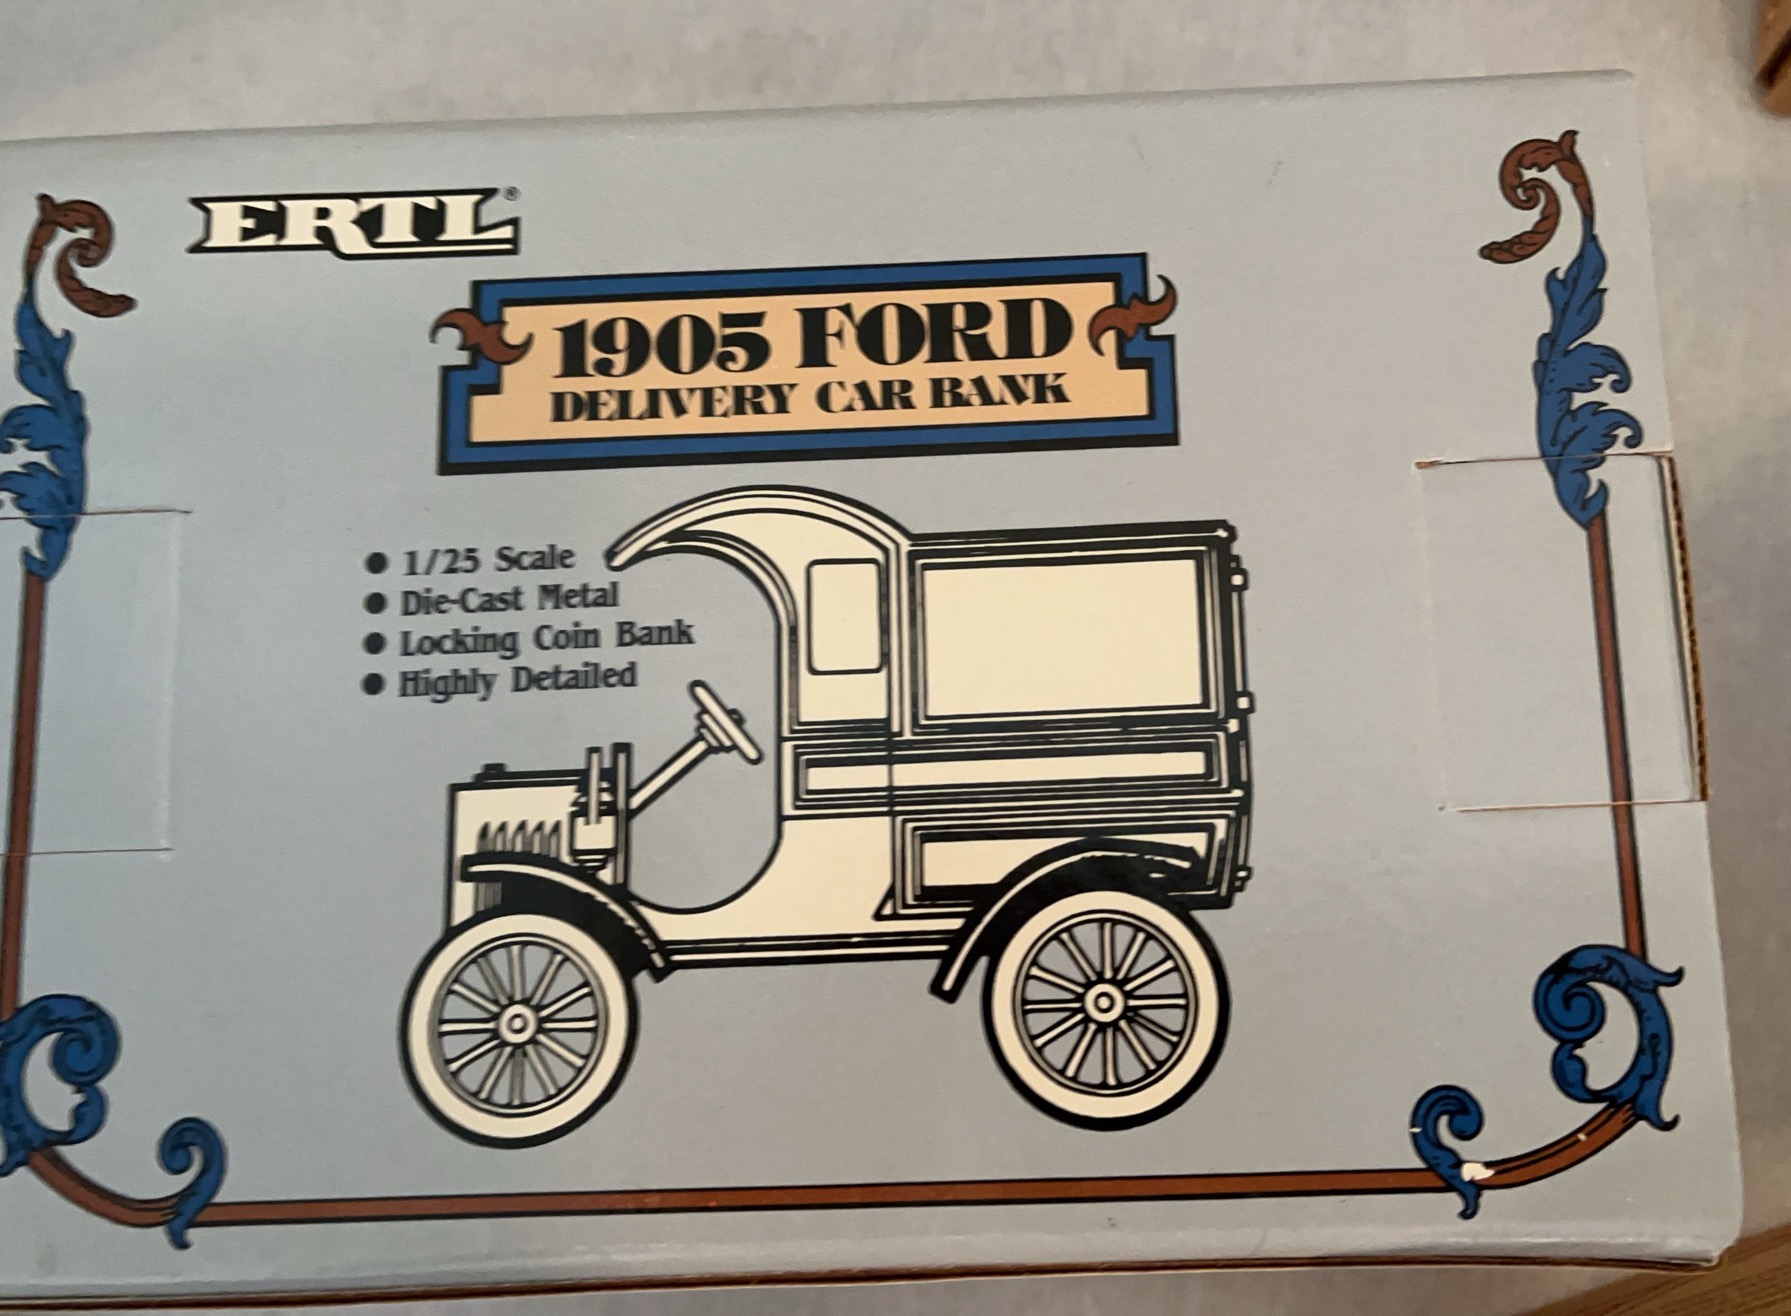 ERTL®
1905 FORD
DELIVERY CAR BANK
● 1/25 Scale
● Die-Cast Metal
● Locking Coin Bank
● Highly Detailed